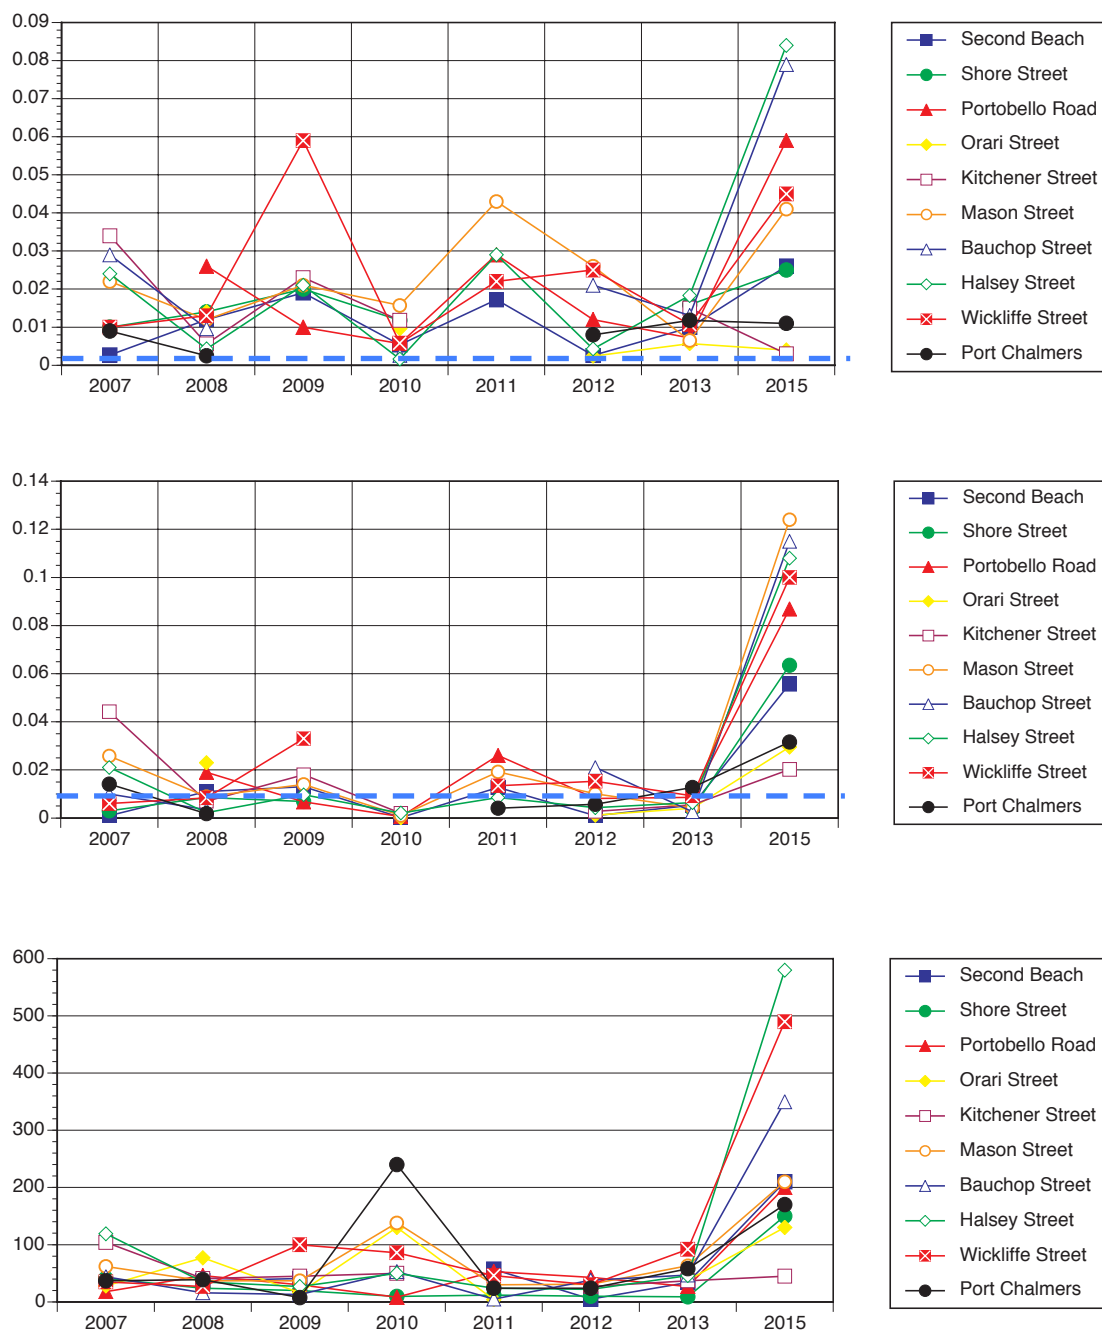 0.09
0.08
0.07
0.06
0.05
0.04
0.03
0.02
0.01
0
2007 2008 2009 2010 2011 2012 2013 2015
Second Beach
Shore Street
Portobello Road
Orari Street
Kitchener Street
Mason Street
Bauchop Street
Halsey Street
Wickliffe Street
Port Chalmers
0.14
0.12
0.1
0.08
0.06
0.04
0.02
0
2007 2008 2009 2010 2011 2012 2013 2015
Second Beach
Shore Street
Portobello Road
Orari Street
Kitchener Street
Mason Street
Bauchop Street
Halsey Street
Wickliffe Street
Port Chalmers
600
500
400
300
200
100
0
2007 2008 2009 2010 2011 2012 2013 2015
Second Beach
Shore Street
Portobello Road
Orari Street
Kitchener Street
Mason Street
Bauchop Street
Halsey Street
Wickliffe Street
Port Chalmers